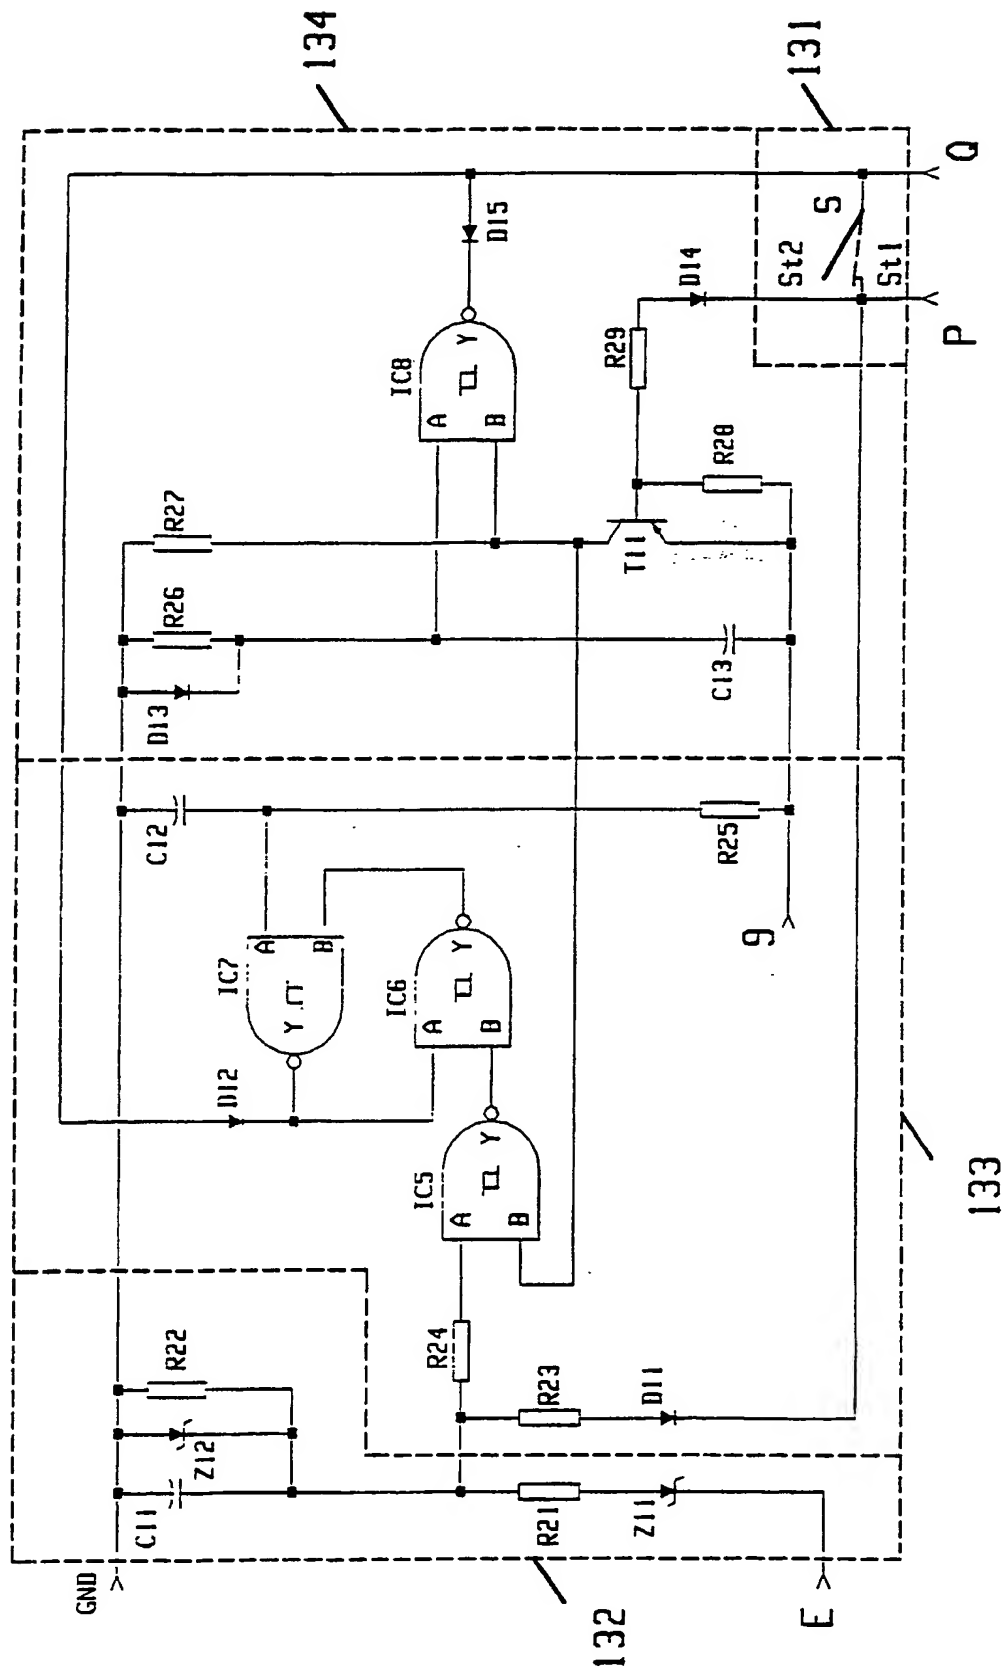 134
131
Q
D15
S
St2
St1
D14
P
IC8
A
Y
B
R29
R28
R27
T11
R26
C13
D13
C12
R25
9
IC7
A
B
Y
IC6
A
Y
B
D12
IC5
A
Y
B
133
R24
R22
R23
D11
Z12
C11
R21
Z11
GND
E
132